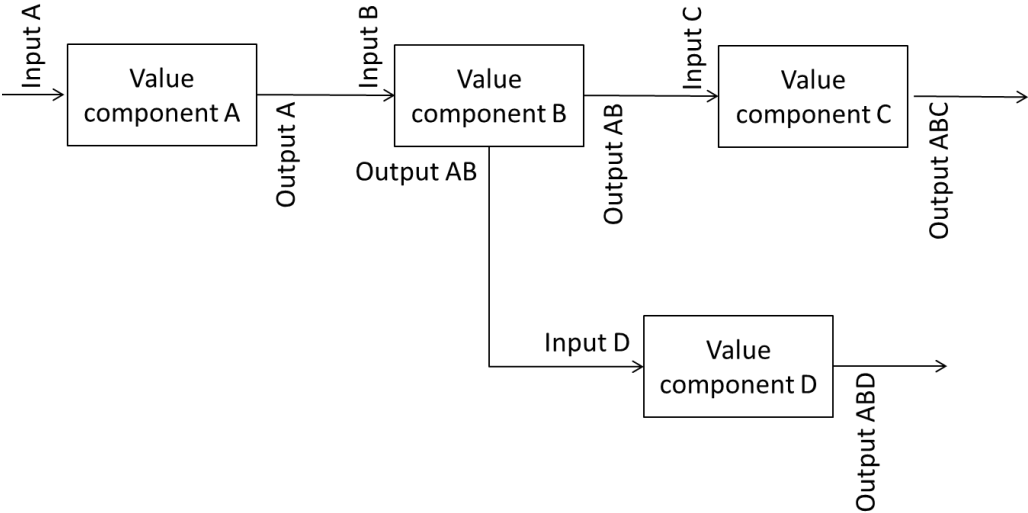 Input A
Value
component A
Output A
Input B
Value
component B
Output AB
Output AB
Input C
Value
component C
Output ABC
Input D
Value
component D
Output ABD